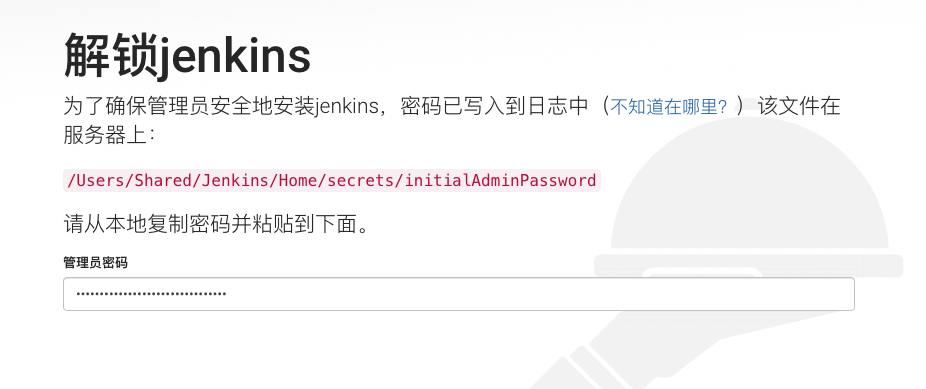 解锁jenkins
为了确保管理员安全地安装jenkins，密码已写入到日志中（不知道在哪里？）该文件在
服务器上：
/Users/Shared/Jenkins/Home/secrets/initialAdminPassword
请从本地复制密码并粘贴到下面。
管理员密码
••••••••••••••••••••••••••••••••